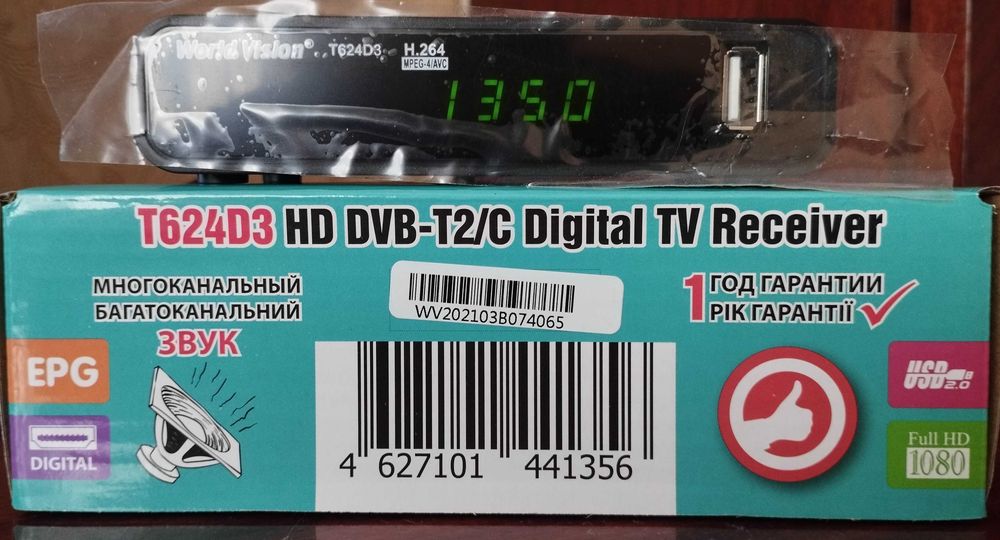 World Vision® T624D3 H.264
MPEG-4/AVC
1350
T624D3 HD DVB-T2/C Digital TV Receiver
МНОГОКАНАЛЬНЫЙ
БАГАТОКАНАЛЬНИЙ
ЗВУК
WV202103B074065
1 ГОД ГАРАНТИИ
РІК ГАРАНТІЇ
EPG
DIGITAL
USB 2.0
Full HD
1080
4 627101 441356